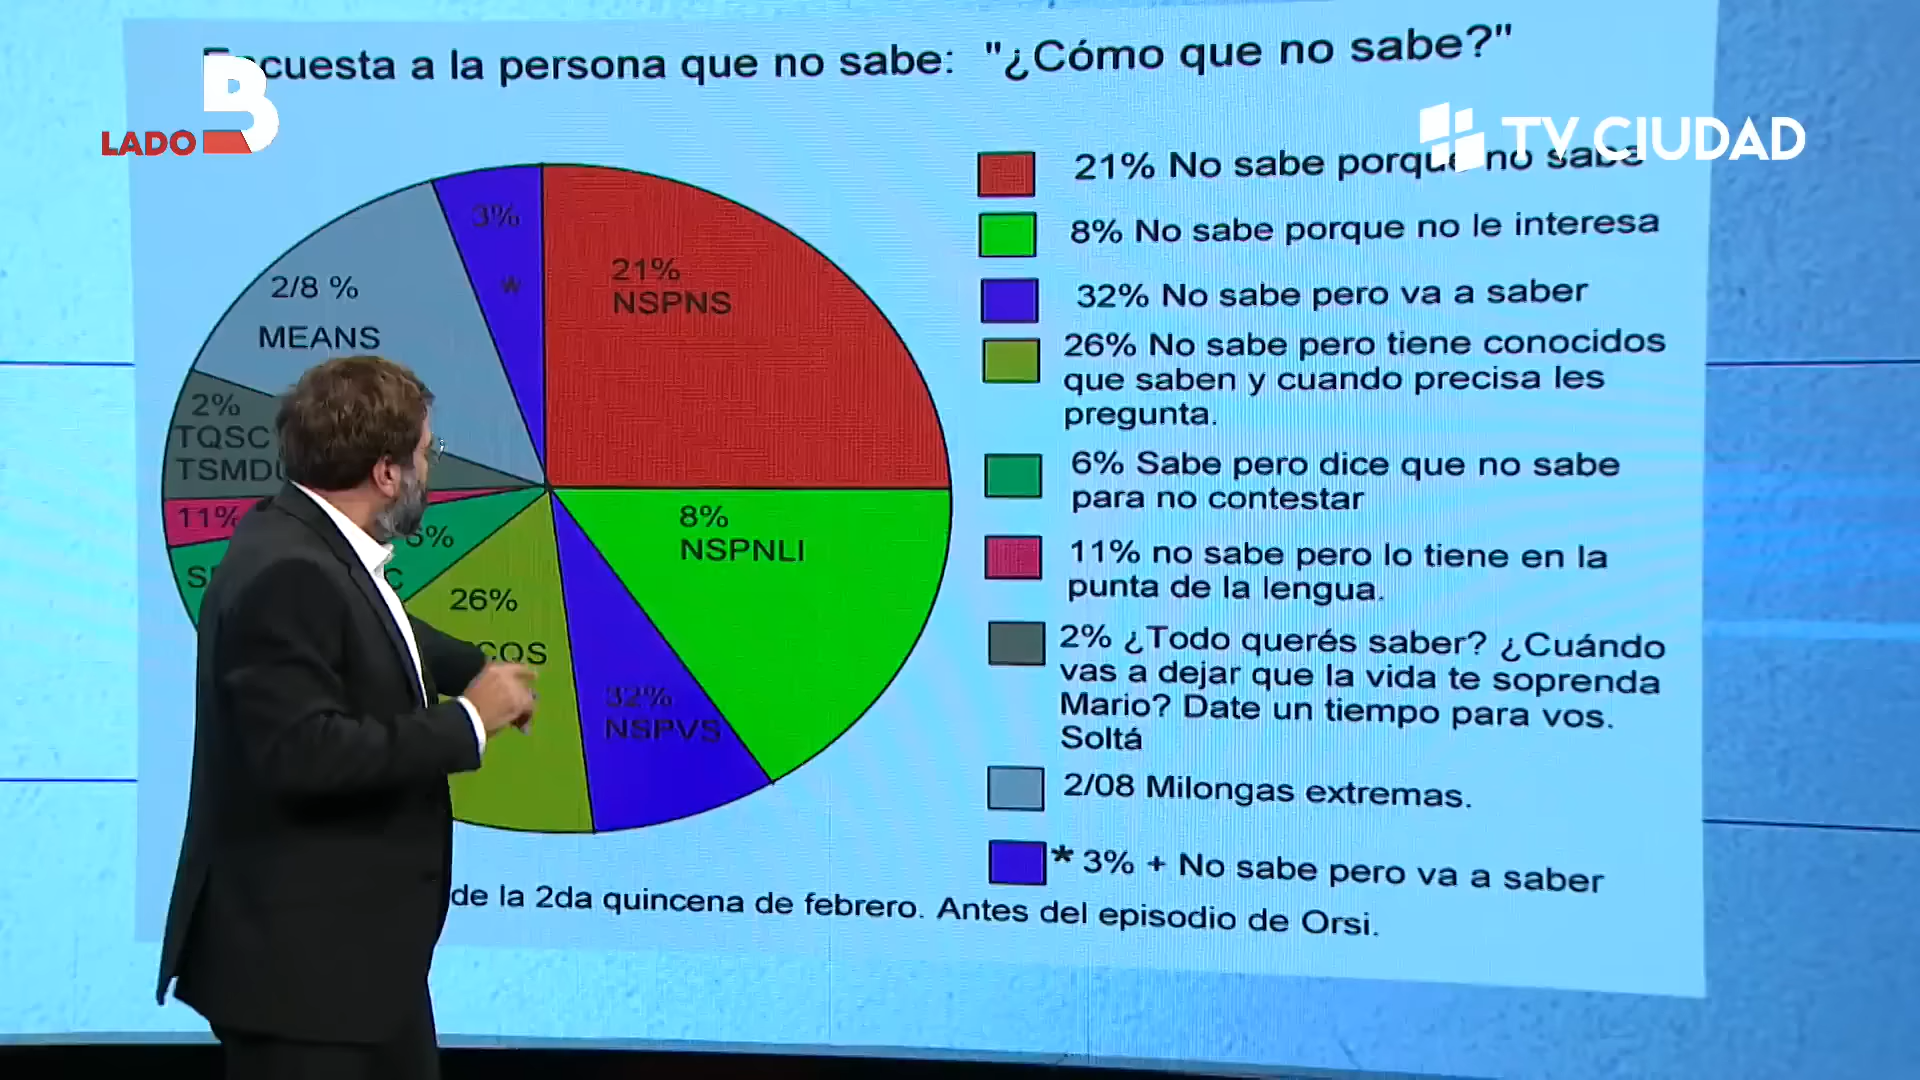 cuesta a la persona que no sabe: "¿Cómo que no sabe?"
LADO B
TV CIUDAD
21% No sabe porque no sabe
8% No sabe porque no le interesa
32% No sabe pero va a saber
26% No sabe pero tiene conocidos
que saben y cuando precisa les
pregunta.
6% Sabe pero dice que no sabe
para no contestar
11% no sabe pero lo tiene en la
punta de la lengua.
2% ¿Todo querés saber? ¿Cuándo
vas a dejar que la vida te soprenda
Mario? Date un tiempo para vos.
Soltá
2/08 Milongas extremas.
* 3% + No sabe pero va a saber
3%
*
21%
NSPNS
2/8 %
MEANS
2%
TQSC
TSMD
11%
6%
8%
NSPNLI
26%
COS
32%
NSPVS
de la 2da quincena de febrero. Antes del episodio de Orsi.